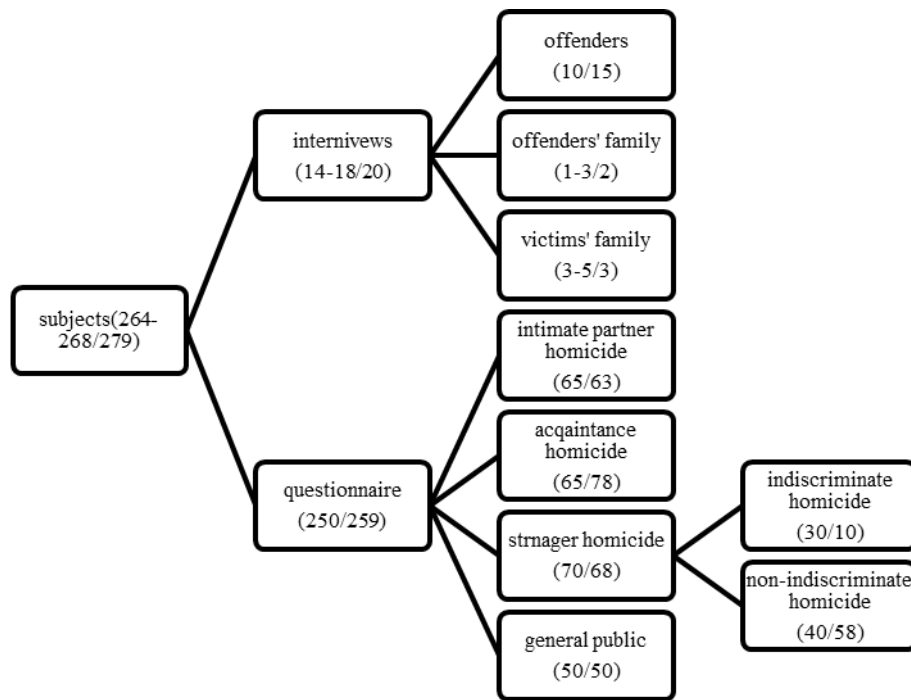 offenders
(10/15)
internivews
(14-18/20)
offenders' family
(1-3/2)
victims' family
(3-5/3)
subjects(264-
268/279)
intimate partner
homicide
(65/63)
acqaintance
homicide
(65/78)
questionnaire
(250/259)
strnager homicide
(70/68)
indiscriminate
homicide
(30/10)
non-indiscriminate
homicide
(40/58)
general public
(50/50)